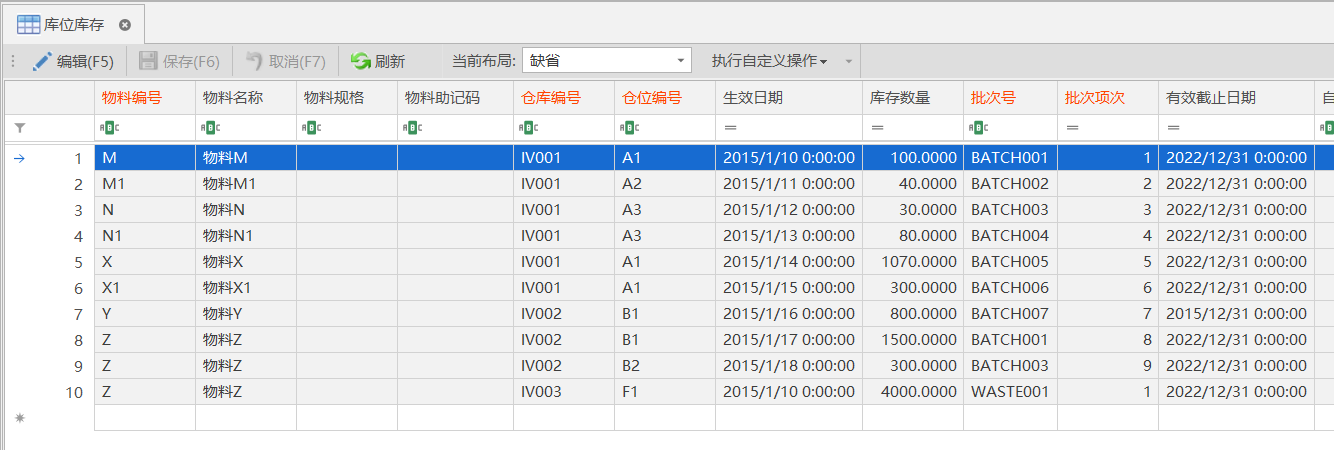 库位库存
编辑(F5) 保存(F6) 取消(F7) 刷新 当前布局: 缺省 执行自定义操作
物料编号 物料名称 物料规格 物料助记码 仓库编号 仓位编号 生效日期 库存数量 批次号 批次项次 有效截止日期 自
ABC ABC ABC ABC ABC ABC = = ABC = = ABC
1 M 物料M IV001 A1 2015/1/10 0:00:00 100.0000 BATCH001 1 2022/12/31 0:00:00
2 M1 物料M1 IV001 A2 2015/1/11 0:00:00 40.0000 BATCH002 2 2022/12/31 0:00:00
3 N 物料N IV001 A3 2015/1/12 0:00:00 30.0000 BATCH003 3 2022/12/31 0:00:00
4 N1 物料N1 IV001 A3 2015/1/13 0:00:00 80.0000 BATCH004 4 2022/12/31 0:00:00
5 X 物料X IV001 A1 2015/1/14 0:00:00 1070.0000 BATCH005 5 2022/12/31 0:00:00
6 X1 物料X1 IV001 A1 2015/1/15 0:00:00 300.0000 BATCH006 6 2022/12/31 0:00:00
7 Y 物料Y IV002 B1 2015/1/16 0:00:00 800.0000 BATCH007 7 2015/12/31 0:00:00
8 Z 物料Z IV002 B1 2015/1/17 0:00:00 1500.0000 BATCH001 8 2022/12/31 0:00:00
9 Z 物料Z IV002 B2 2015/1/18 0:00:00 300.0000 BATCH003 9 2022/12/31 0:00:00
10 Z 物料Z IV003 F1 2015/1/10 0:00:00 4000.0000 WASTE001 1 2022/12/31 0:00:00